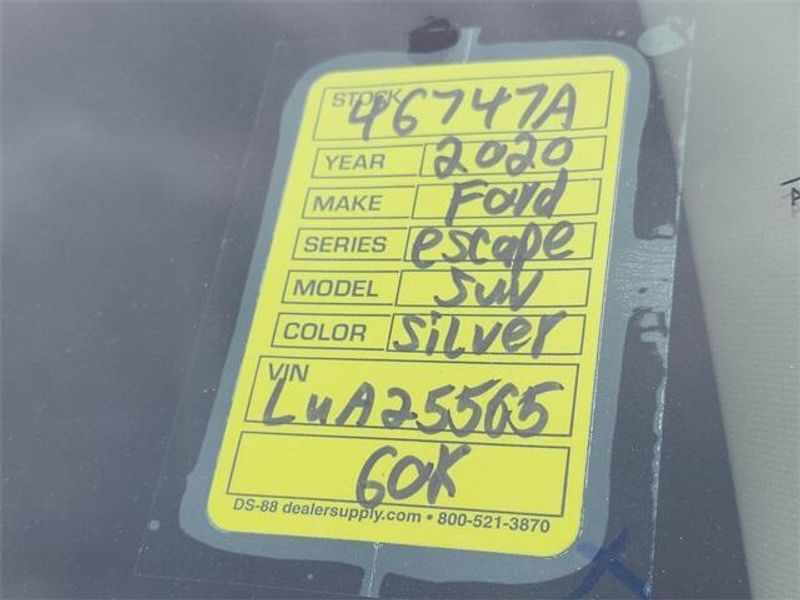 STOCK 46747A
YEAR 2020
MAKE Ford
SERIES escape
MODEL SUV
COLOR SiLver
VIN
LuA25565
60K
DS-88 dealersupply.com • 800-521-3870